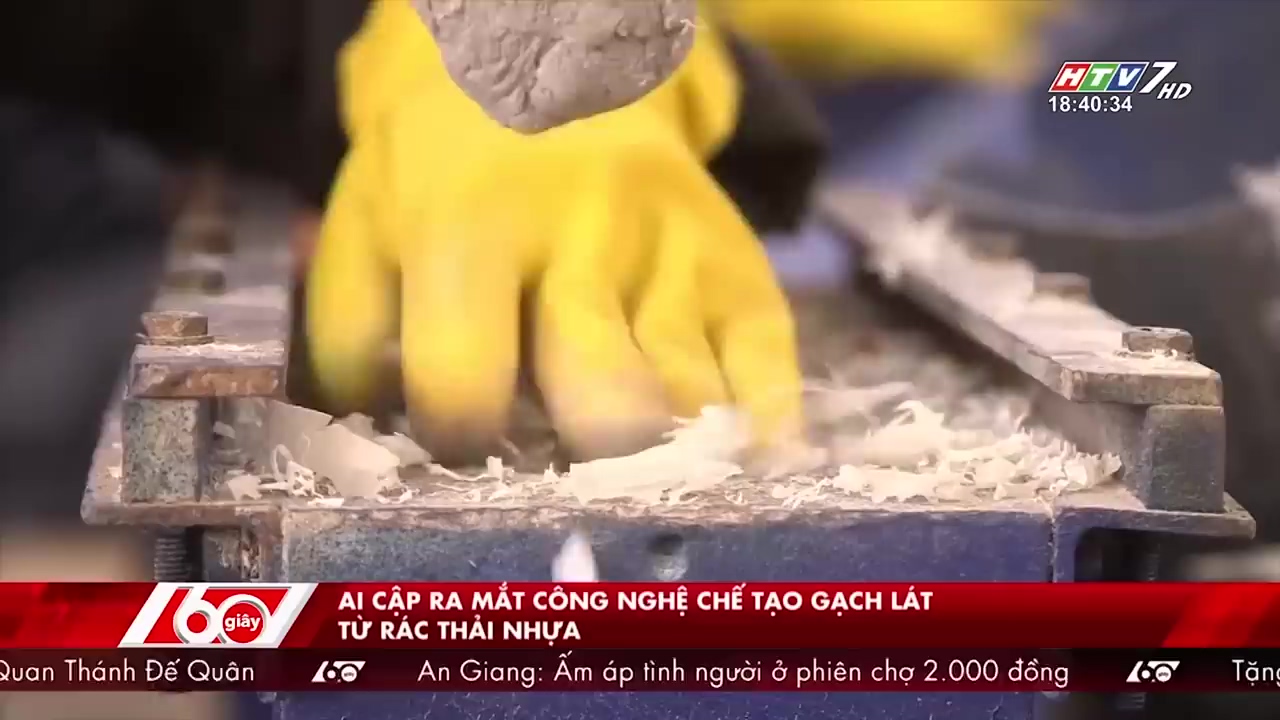 HTV7 HD
18:40:34
60 giây
AI CẬP RA MẮT CÔNG NGHỆ CHẾ TẠO GẠCH LÁT
TỪ RÁC THẢI NHỰA
Quan Thánh Đế Quân 60 giây An Giang: Ấm áp tình người ở phiên chợ 2.000 đồng 60 giây Tặng